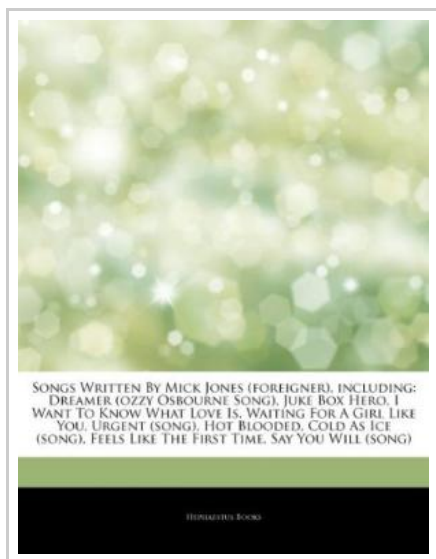 Songs Written By Mick Jones (foreigner), including:
Dreamer (ozzy Osbourne Song), Juke Box Hero, I
Want To Know What Love Is, Waiting For A Girl Like
You, Urgent (song), Hot Blooded, Cold As Ice
(song), Feels Like The First Time, Say You Will (song)
Hephaestus Books